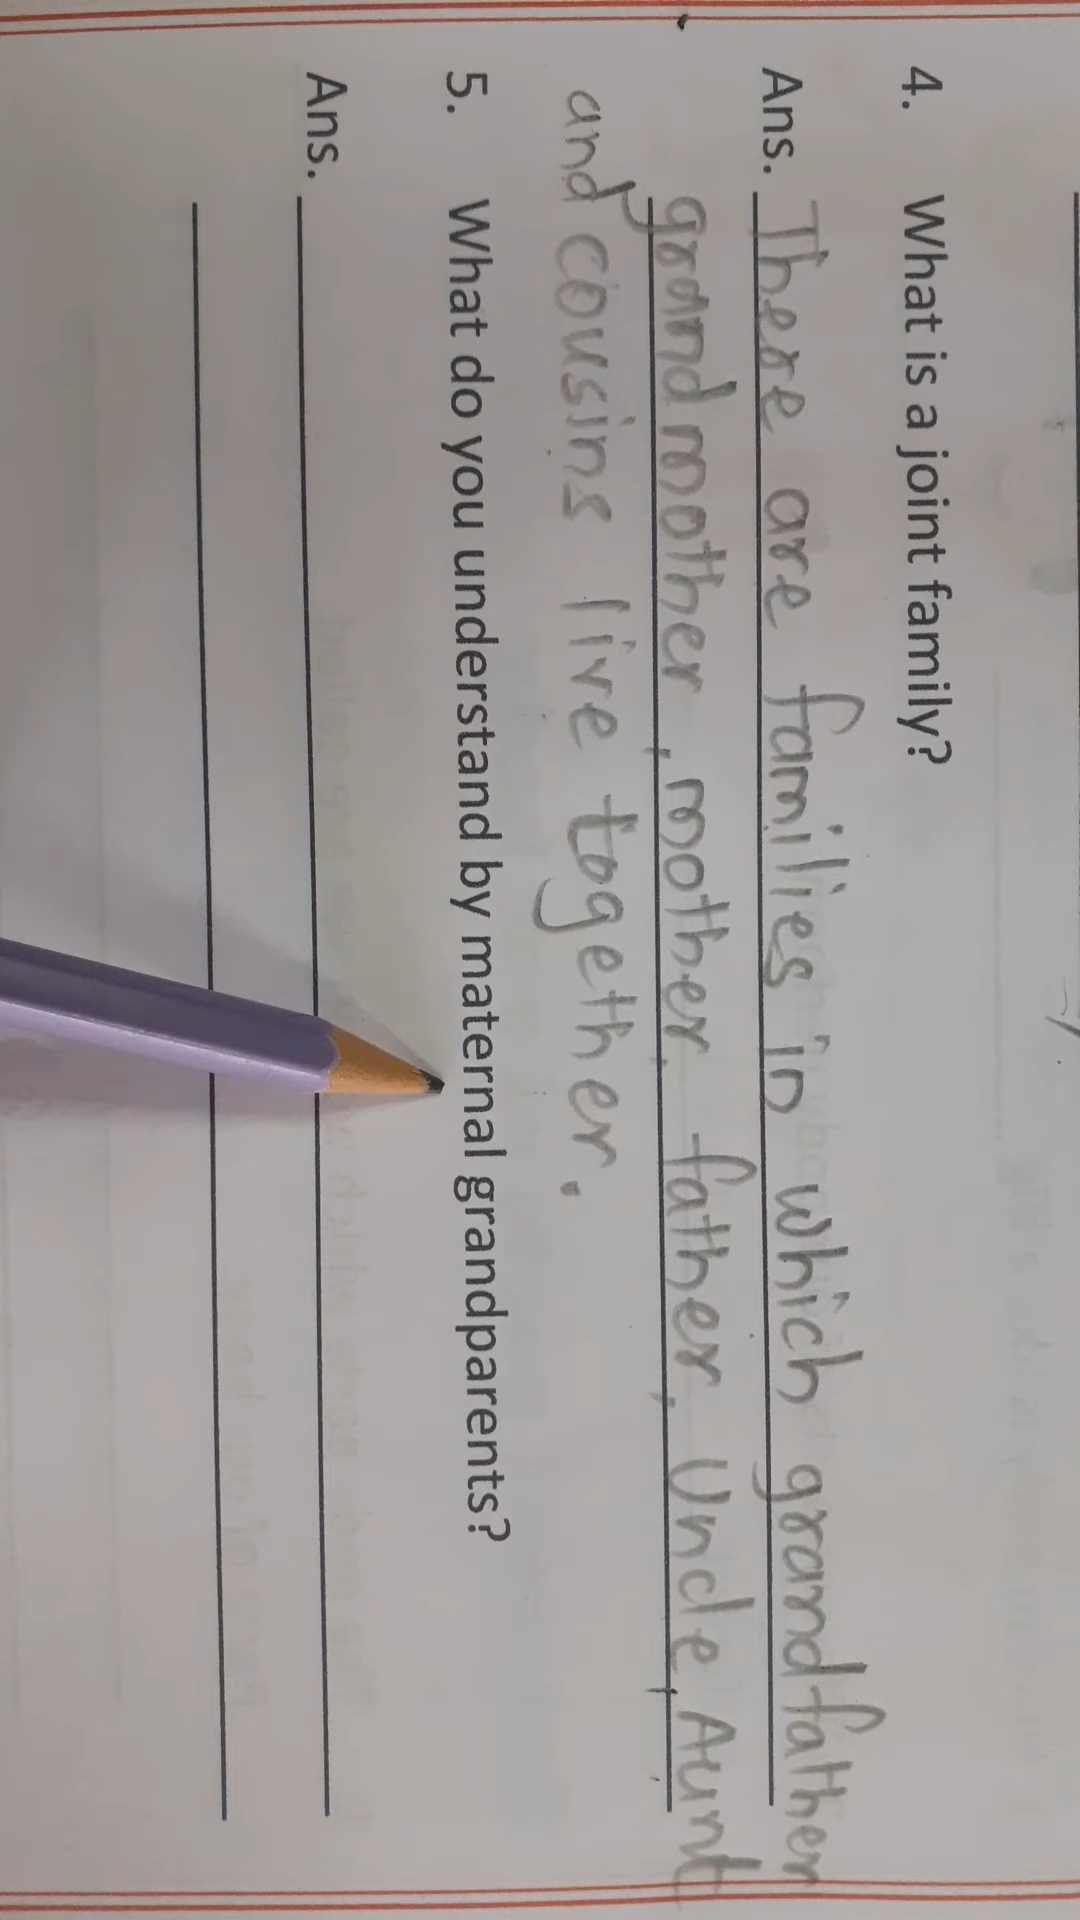 4. What is a joint family?
Ans. There are families in which grandfather
grandmother, mother, father, Uncle, Aunt
and cousins live together.
5. What do you understand by maternal grandparents?
Ans.